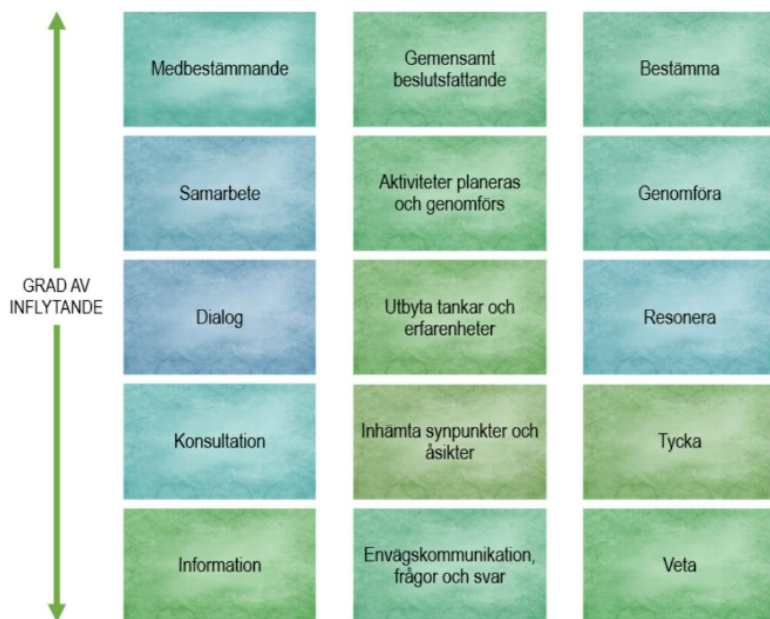 Medbestämmande
Gemensamt
beslutsfattande
Bestämma
Samarbete
Aktiviteter planeras
och genomförs
Genomföra
GRAD AV
INFLYTANDE
Dialog
Utbyta tankar och
erfarenheter
Resonera
Konsultation
Inhämta synpunkter och
åsikter
Tycka
Information
Envägskommunikation,
frågor och svar
Veta